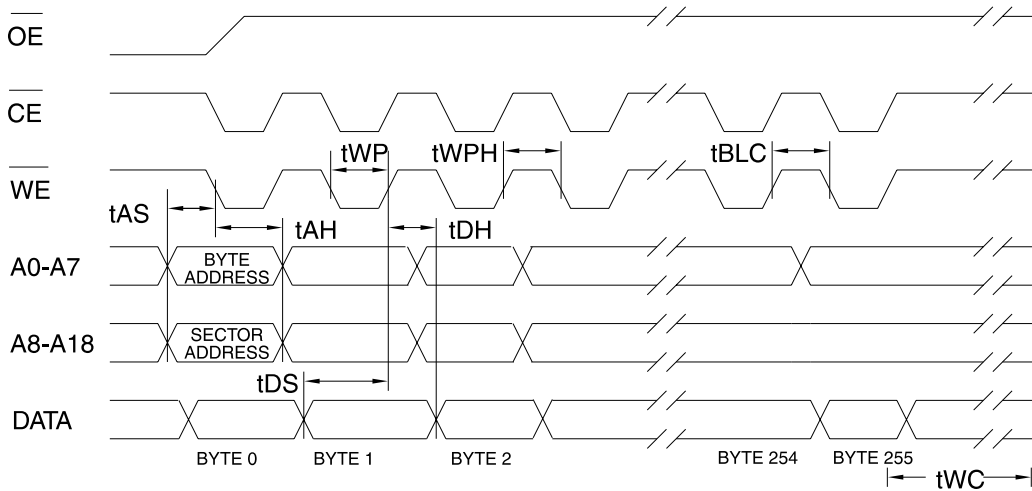 OE
CE
tWP tWPH tBLC
WE
tAS
tAH tDH
A0-A7 BYTE
ADDRESS
A8-A18 SECTOR
ADDRESS
tDS
DATA
BYTE 0 BYTE 1 BYTE 2 BYTE 254 BYTE 255
tWC